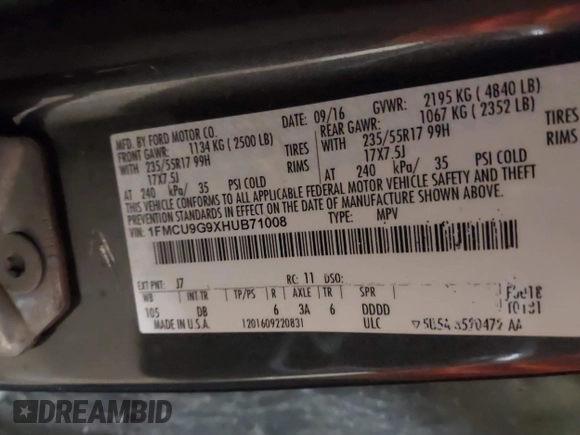 MFD. BY FORD MOTOR CO.
DATE: 09/16 GVWR: 2195 KG ( 4840 LB)
FRONT GAWR: 1134 KG ( 2500 LB)
REAR GAWR: 1067 KG ( 2352 LB)
WITH 235/55R17 99H TIRES
WITH 235/55R17 99H TIRES
17X7.5J RIMS
17X7.5J RIMS
AT 240 kPa/ 35 PSI COLD
AT 240 kPa/ 35 PSI COLD
THIS VEHICLE CONFORMS TO ALL APPLICABLE FEDERAL MOTOR VEHICLE SAFETY AND THEFT
PREVENTION STANDARDS IN EFFECT ON THE DATE OF MANUFACTURE SHOWN ABOVE.
VIN: 1FMCU9G9XHUB71008
TYPE: MPV
EXT PNT: J7 RC: 11 DSO:
WB INT TR TP/PS R AXLE TR SPR
105 DB 6 3A 6 DDDD
MADE IN U.S.A. 1201609220831 ULC
DREAMBID